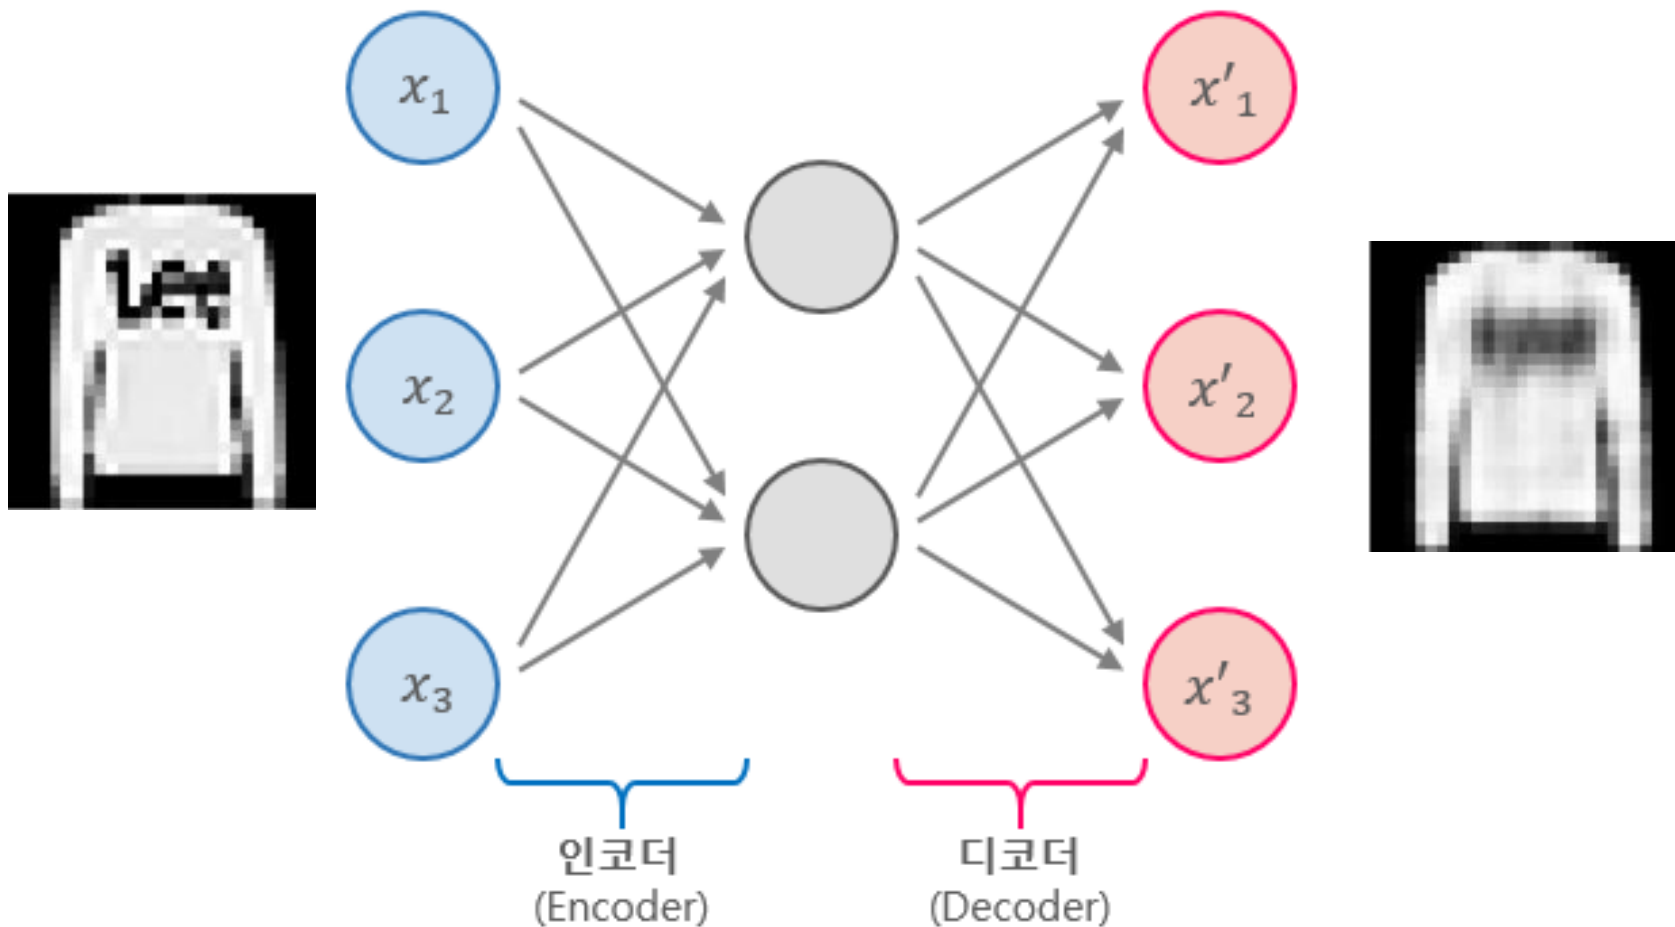 x₁
x₂
x₃
x′₁
x′₂
x′₃
인코더
(Encoder)
디코더
(Decoder)